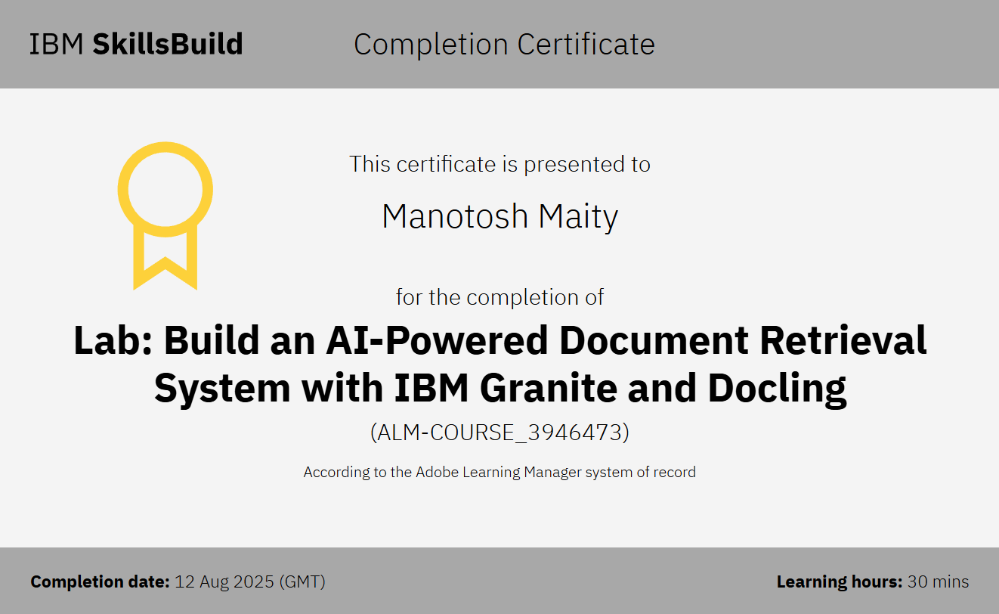 IBM SkillsBuild
Completion Certificate
This certificate is presented to
Manotosh Maity
for the completion of
Lab: Build an AI-Powered Document Retrieval
System with IBM Granite and Docling
(ALM-COURSE_3946473)
According to the Adobe Learning Manager system of record
Completion date: 12 Aug 2025 (GMT)
Learning hours: 30 mins